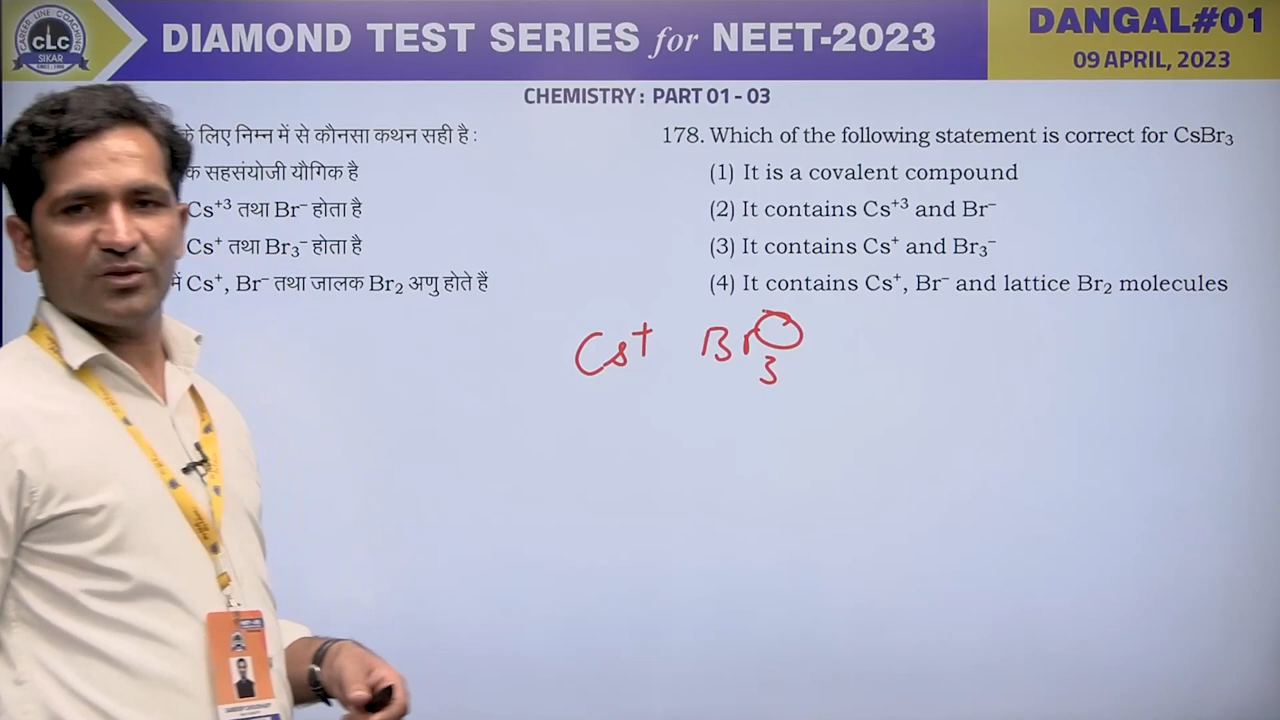 CAREER LINE COACHING
CLC
SIKAR
DIAMOND TEST SERIES for NEET-2023
DANGAL#01
09 APRIL, 2023
CHEMISTRY: PART 01 - 03
के लिए निम्न में से कौनसा कथन सही है :
सहसंयोजी यौगिक है
Cs⁺³ तथा Br⁻ होता है
Cs⁺ तथा Br₃⁻ होता है
में Cs⁺, Br⁻ तथा जालक Br₂ अणु होते हैं
178. Which of the following statement is correct for CsBr₃
(1) It is a covalent compound
(2) It contains Cs⁺³ and Br⁻
(3) It contains Cs⁺ and Br₃⁻
(4) It contains Cs⁺, Br⁻ and lattice Br₂ molecules
Cs⁺ Br₃⁻